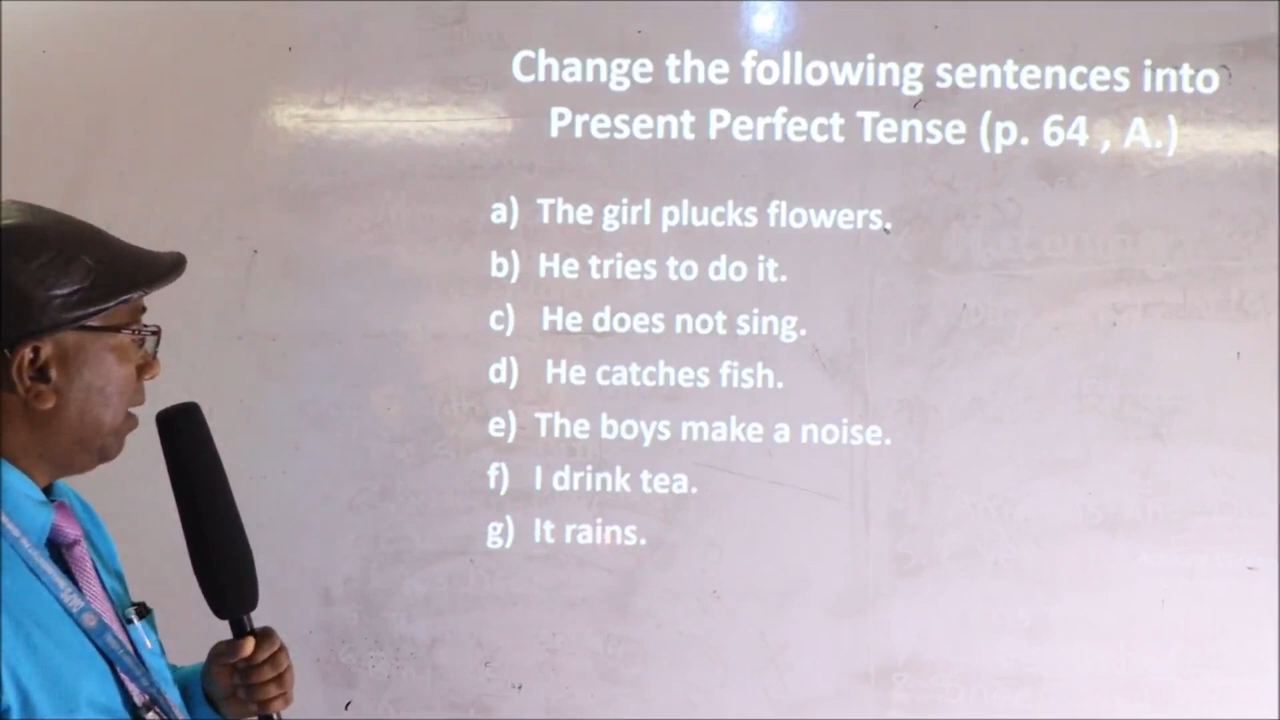 Change the following sentences into
Present Perfect Tense (p. 64 , A.)
a) The girl plucks flowers.
b) He tries to do it.
c) He does not sing.
d) He catches fish.
e) The boys make a noise.
f) I drink tea.
g) It rains.